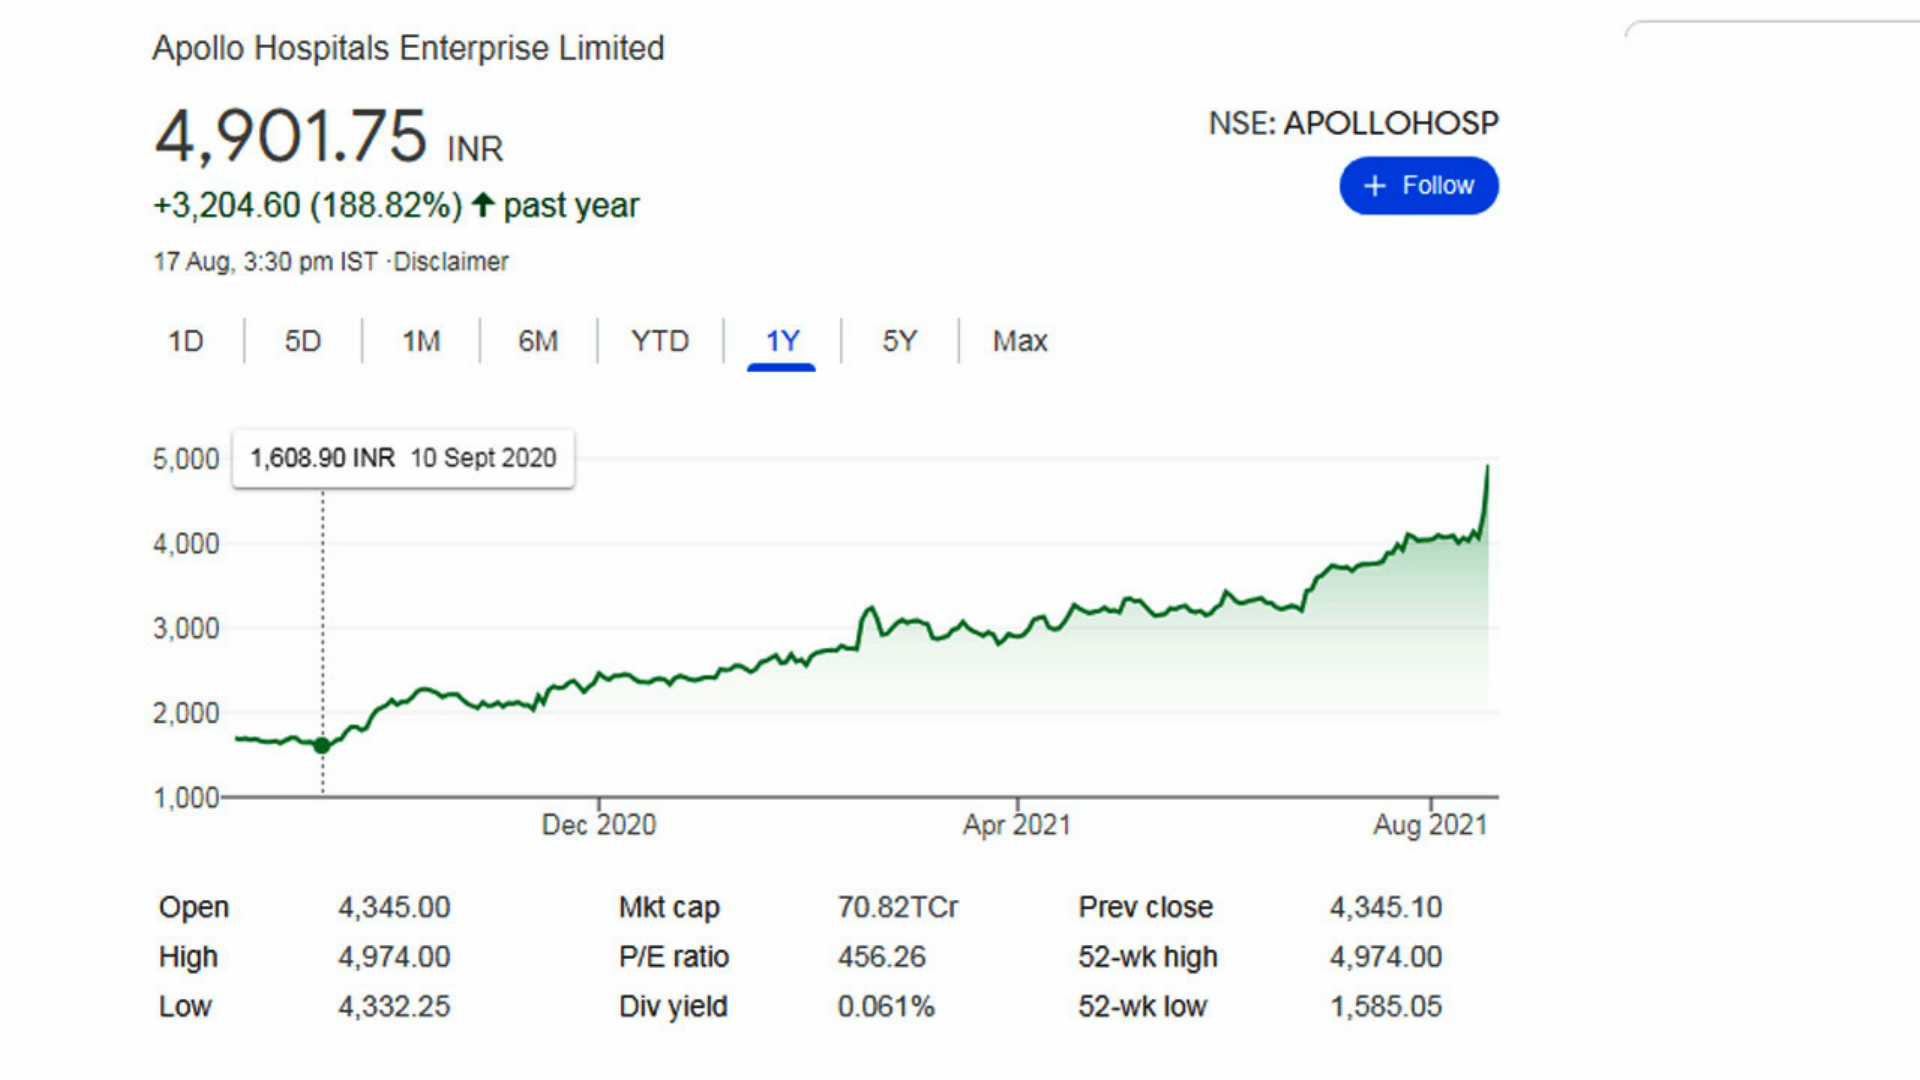 Apollo Hospitals Enterprise Limited
4,901.75 INR
NSE: APOLLOHOSP
+ Follow
+3,204.60 (188.82%) ↑ past year
17 Aug, 3:30 pm IST ·Disclaimer
1D 5D 1M 6M YTD 1Y 5Y Max
1,608.90 INR 10 Sept 2020
5,000
4,000
3,000
2,000
1,000
Dec 2020 Apr 2021 Aug 2021
Open 4,345.00 Mkt cap 70.82TCr Prev close 4,345.10
High 4,974.00 P/E ratio 456.26 52-wk high 4,974.00
Low 4,332.25 Div yield 0.061% 52-wk low 1,585.05